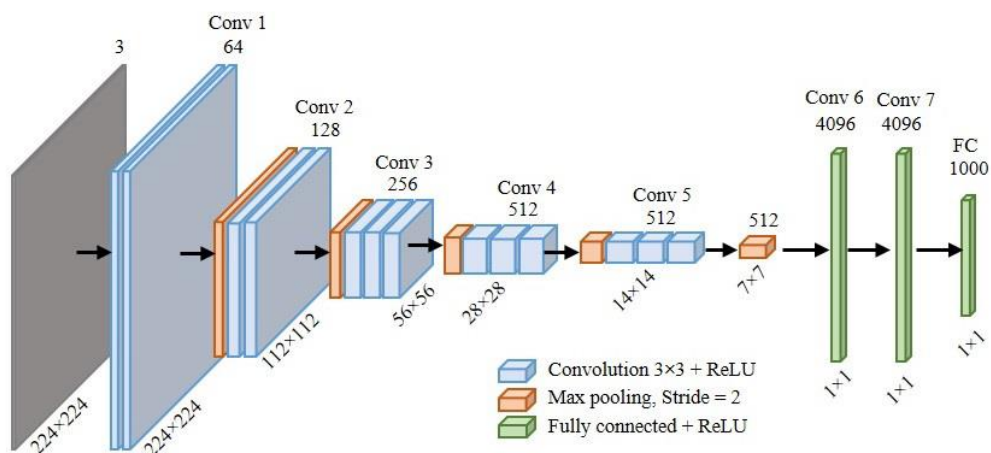 3
224×224
Conv 1
64
224×224
Conv 2
128
112×112
Conv 3
256
56×56
Conv 4
512
28×28
Conv 5
512
14×14
512
7×7
Conv 6
4096
1×1
Conv 7
4096
1×1
FC
1000
1×1
Convolution 3×3 + ReLU
Max pooling, Stride = 2
Fully connected + ReLU